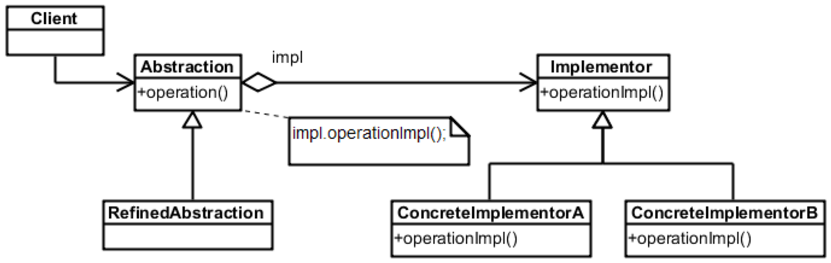 Client
impl
Abstraction
+operation()
Implementor
+operationImpl()
impl.operationImpl();
RefinedAbstraction
ConcreteImplementorA
+operationImpl()
ConcreteImplementorB
+operationImpl()